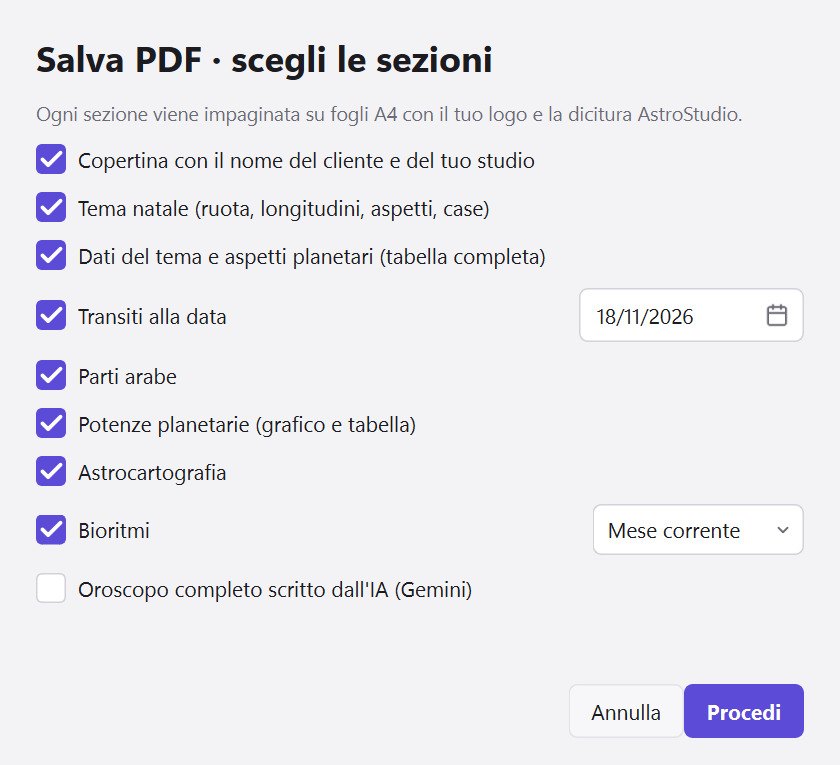 Salva PDF · scegli le sezioni
Ogni sezione viene impaginata su fogli A4 con il tuo logo e la dicitura AstroStudio.
Copertina con il nome del cliente e del tuo studio
Tema natale (ruota, longitudini, aspetti, case)
Dati del tema e aspetti planetari (tabella completa)
Transiti alla data 18/11/2026
Parti arabe
Potenze planetarie (grafico e tabella)
Astrocartografia
Bioritmi Mese corrente
Oroscopo completo scritto dall'IA (Gemini)
Annulla Procedi